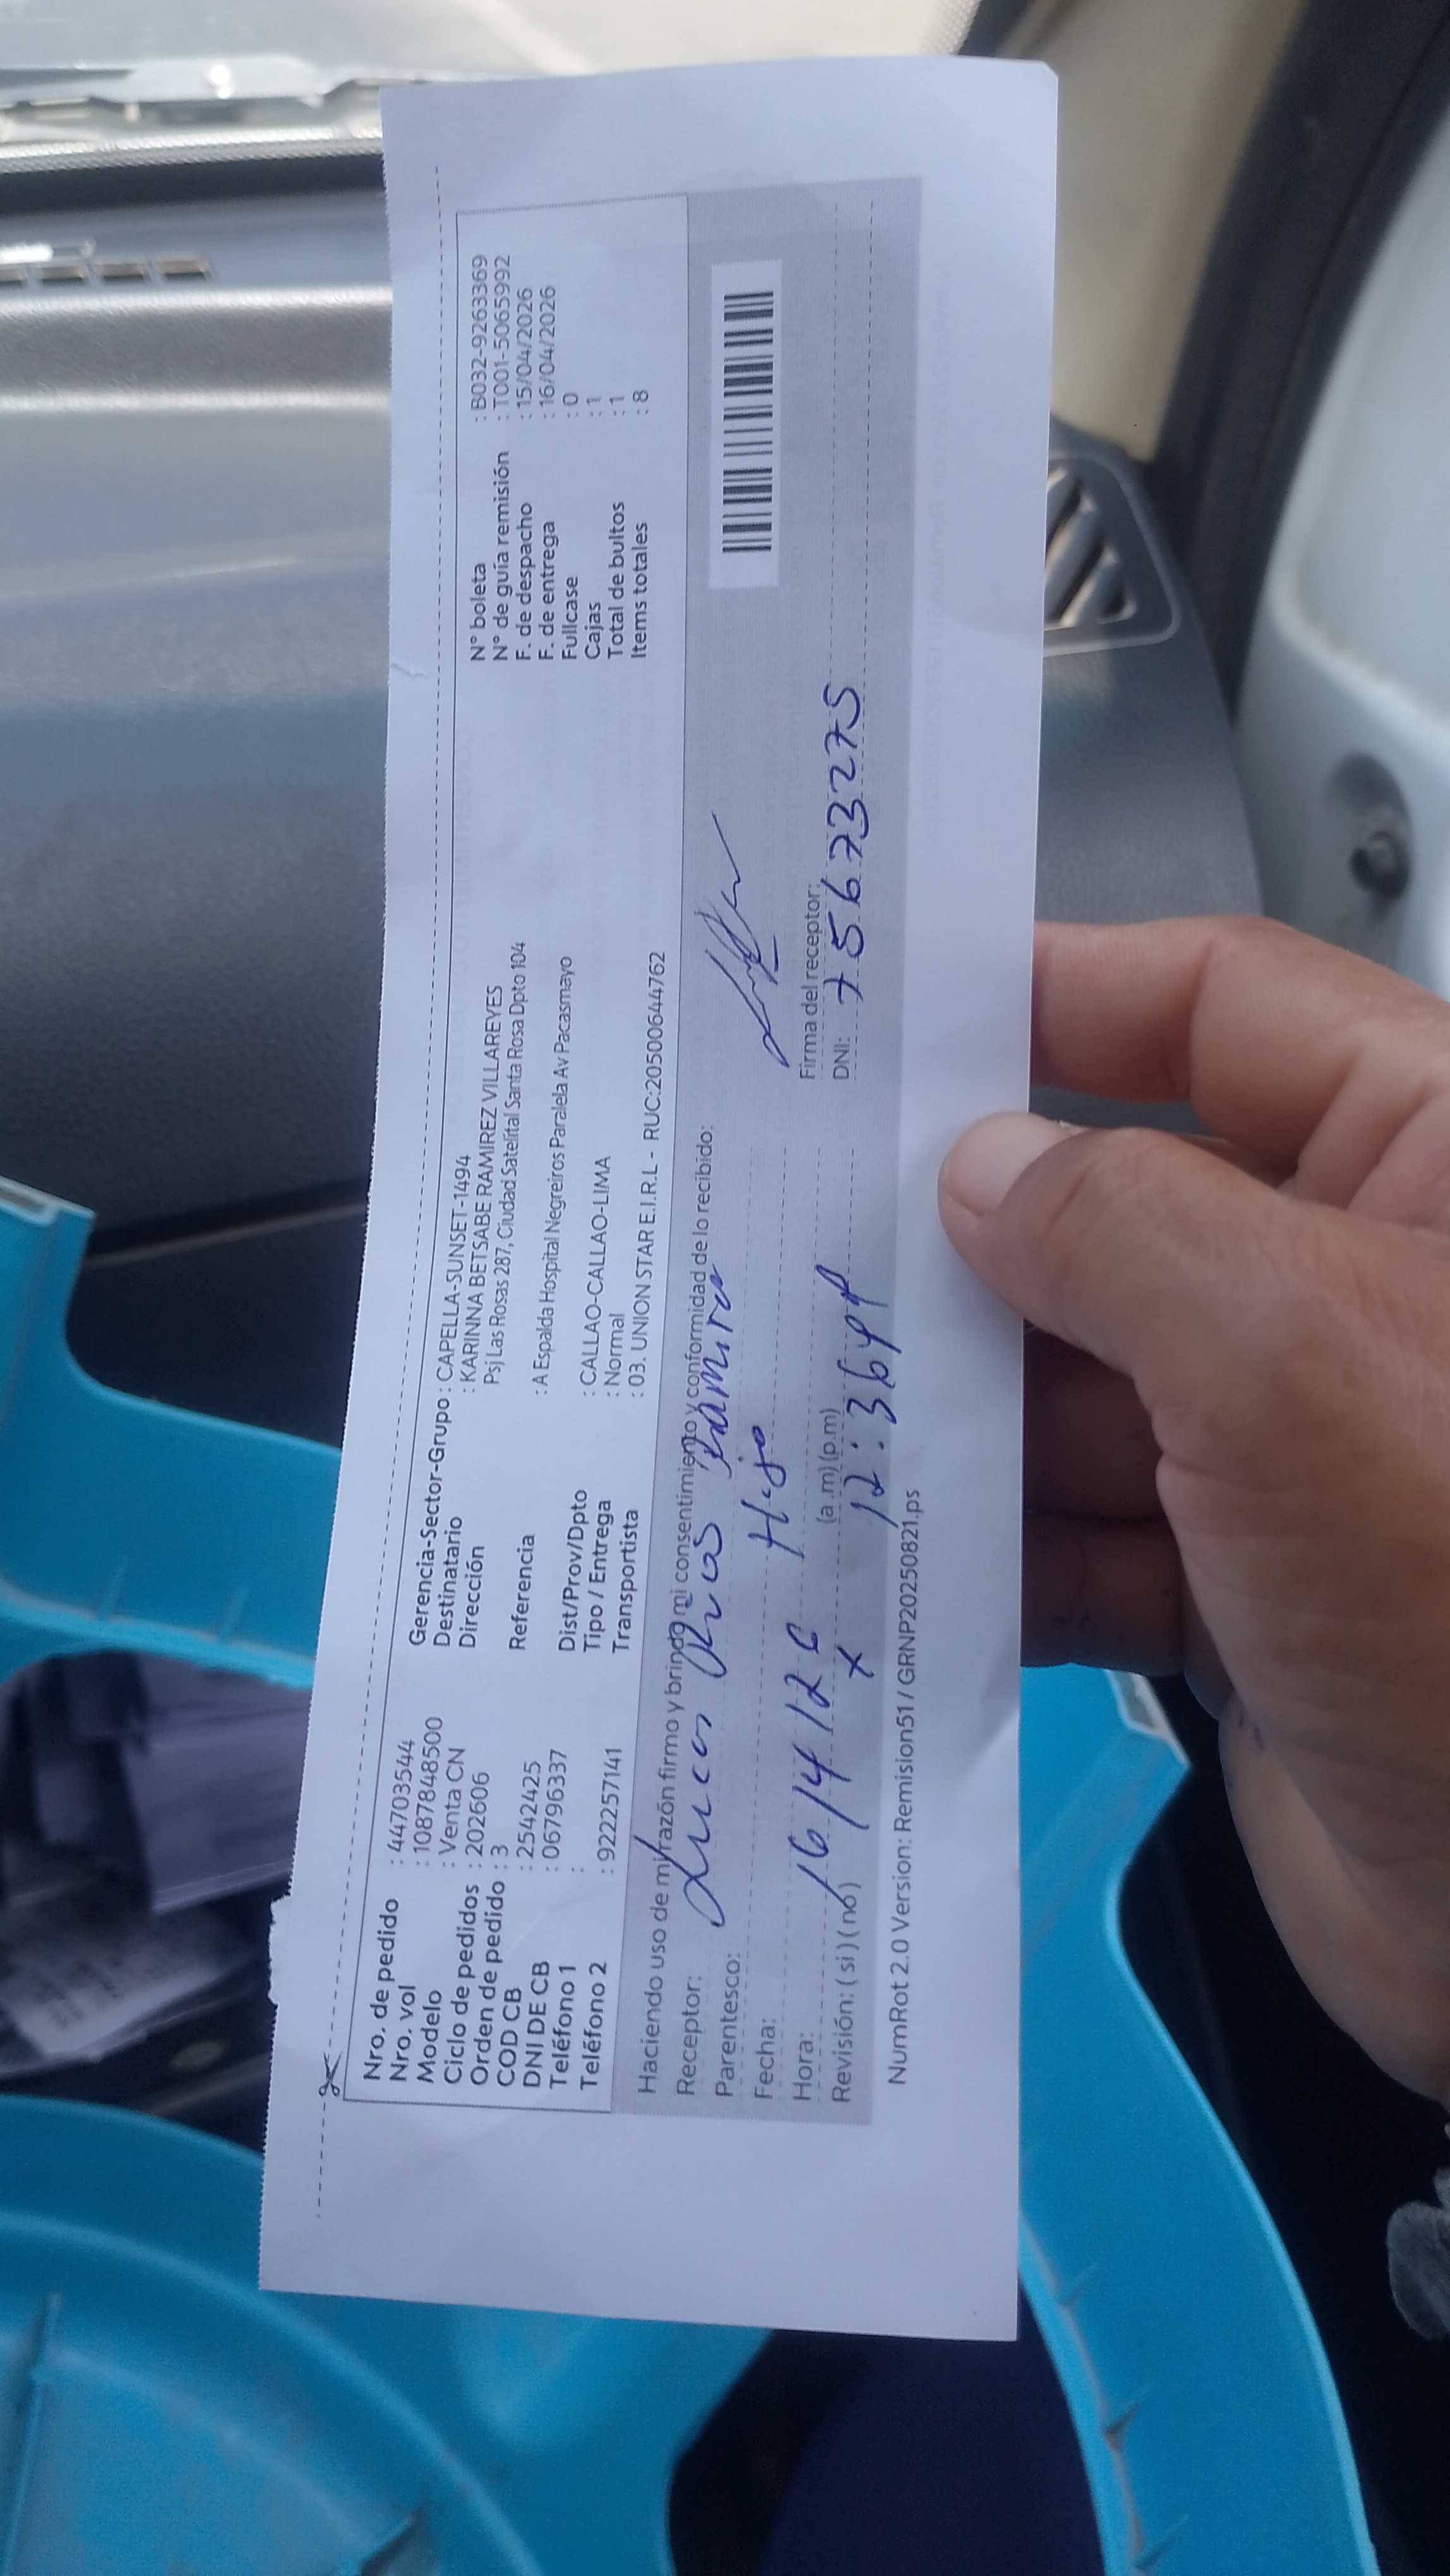 Nro. de pedido : 44703544
Nro. vol : 1087848500
Modelo : Venta CN
Ciclo de pedidos : 202606
Orden de pedido : 3
COD CB : 2542425
DNI DE CB : 06796337
Teléfono 1 :
Teléfono 2 : 922257141
Gerencia-Sector-Grupo : CAPELLA-SUNSET-1494
Destinatario : KARINNA BETSABE RAMIREZ VILLAREYES
Dirección Psj Las Rosas 287, Ciudad Satelital Santa Rosa Dpto 104
Referencia : A Espalda Hospital Negreiros Paralela Av Pacasmayo
Dist/Prov/Dpto : CALLAO-CALLAO-LIMA
Tipo / Entrega : Normal
Transportista : 03. UNION STAR E.I.R.L - RUC:20500644762
N° boleta : B032-9263369
N° de guía remisión : T001-5065992
F. de despacho : 15/04/2026
F. de entrega : 16/04/2026
Fullcase : 0
Cajas : 1
Total de bultos : 1
Items totales : 8
Haciendo uso de mi razón firmo y brindo mi consentimiento y conformidad de lo recibido:
Receptor: Lucas Rivas Ramirez
Parentesco: Hijo
Fecha: 16/4/26
Hora: (a.m) (p.m) 12:36
Revisión: (si) (no) x
Firma del receptor:
DNI: 75673275
NumRot 2.0 Version: Remision51 / GRNP20250821.ps